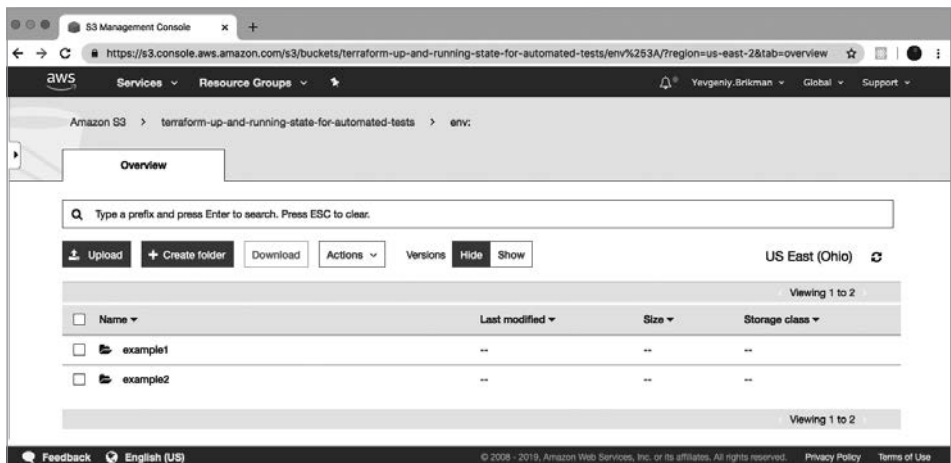 S3 Management Console × +
https://s3.console.aws.amazon.com/s3/buckets/terraform-up-and-running-state-for-automated-tests/env%253A/?region=us-east-2&tab=overview
aws Services Resource Groups Yevgeniy.Brikman Global Support
Amazon S3 > terraform-up-and-running-state-for-automated-tests > env:
Overview
Type a prefix and press Enter to search. Press ESC to clear.
Upload + Create folder Download Actions Versions Hide Show US East (Ohio)
Viewing 1 to 2
Name Last modified Size Storage class
example1 -- -- --
example2 -- -- --
Viewing 1 to 2
Feedback English (US) © 2008 - 2019, Amazon Web Services, Inc. or its affiliates. All rights reserved. Privacy Policy Terms of Use